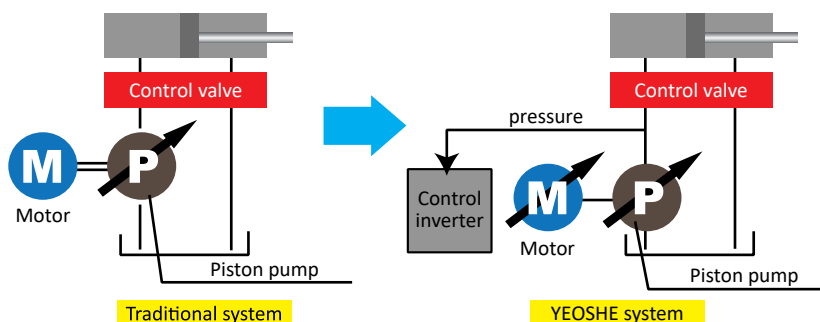 Control valve
M
P
Motor
Piston pump
Traditional system
Control valve
pressure
Control
inverter
M
P
Motor
Piston pump
YEOSHE system